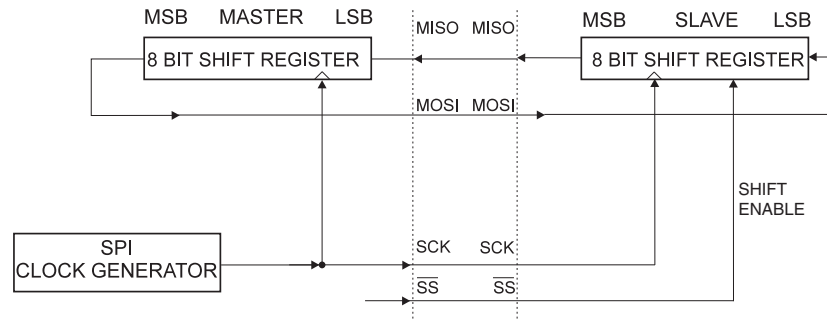 MSB MASTER LSB
MISO MISO
MSB SLAVE LSB
8 BIT SHIFT REGISTER
8 BIT SHIFT REGISTER
MOSI MOSI
SHIFT
ENABLE
SPI
CLOCK GENERATOR
SCK SCK
SS SS